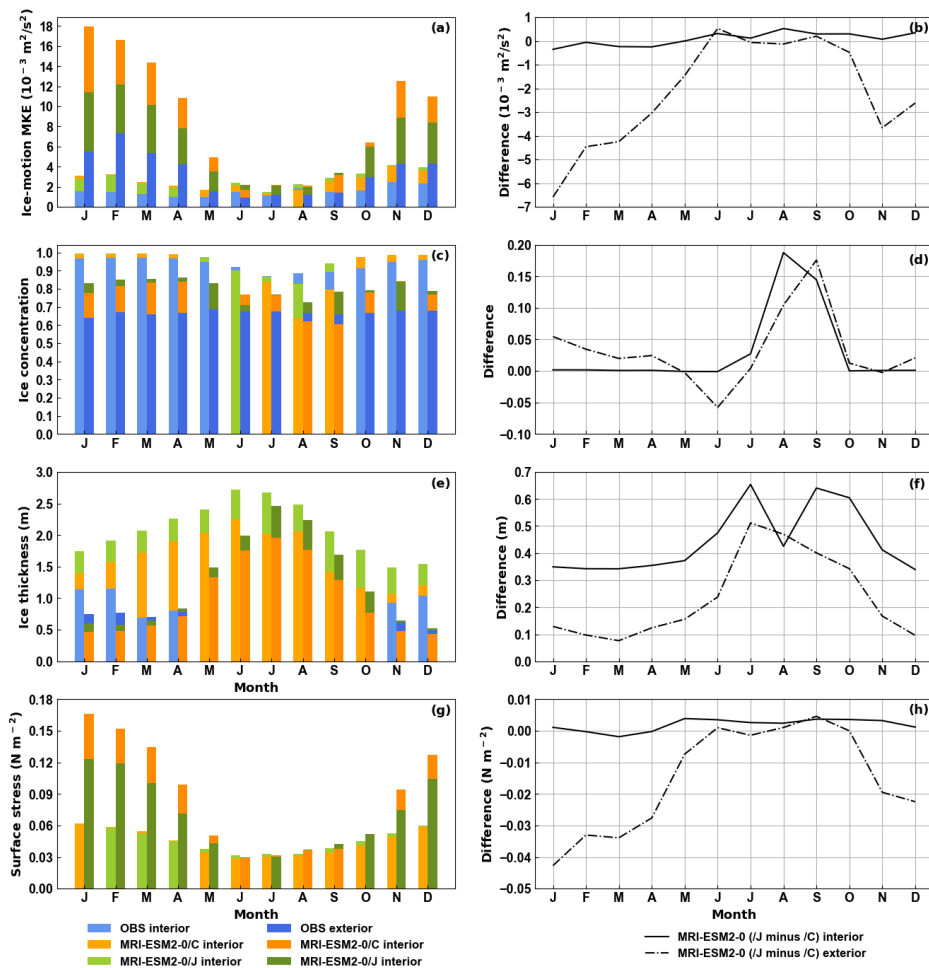 (a)
Ice-motion MKE (10⁻³ m²/s²)
18
16
14
12
10
8
6
4
2
0
J F M A M J J A S O N D
(b)
Difference (10⁻³ m²/s²)
1
0
−1
−2
−3
−4
−5
−6
−7
J F M A M J J A S O N D
(c)
Ice concentration
1.0
0.9
0.8
0.7
0.6
0.5
0.4
0.3
0.2
0.1
0.0
J F M A M J J A S O N D
(d)
Difference
0.20
0.15
0.10
0.05
0.00
−0.05
−0.10
J F M A M J J A S O N D
(e)
Ice thickness (m)
3.0
2.5
2.0
1.5
1.0
0.5
0.0
J F M A M J J A S O N D
Month
(f)
Difference (m)
0.7
0.6
0.5
0.4
0.3
0.2
0.1
0.0
J F M A M J J A S O N D
(g)
Surface stress (N m⁻²)
0.18
0.15
0.12
0.09
0.06
0.03
0.00
J F M A M J J A S O N D
Month
(h)
Difference (N m⁻²)
0.01
0.00
−0.01
−0.02
−0.03
−0.04
−0.05
J F M A M J J A S O N D
Month
OBS interior
MRI-ESM2-0/C interior
MRI-ESM2-0/J interior
OBS exterior
MRI-ESM2-0/C interior
MRI-ESM2-0/J interior
MRI-ESM2-0 (/J minus /C) interior
MRI-ESM2-0 (/J minus /C) exterior